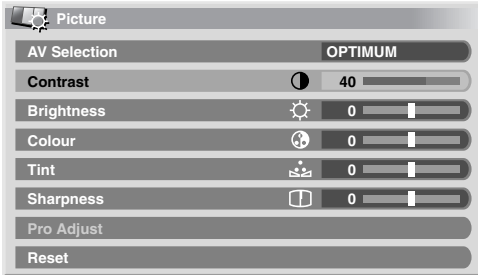 Picture
AV Selection OPTIMUM
Contrast 40
Brightness 0
Colour 0
Tint 0
Sharpness 0
Pro Adjust
Reset